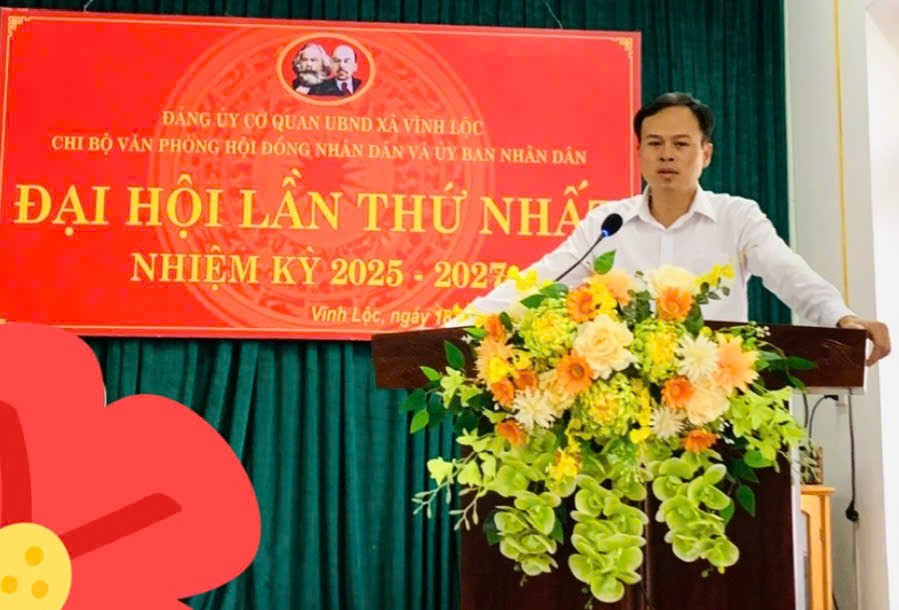 ĐẢNG ỦY CƠ QUAN UBND XÃ VĨNH LỘC
CHI BỘ VĂN PHÒNG HỘI ĐỒNG NHÂN DÂN VÀ ỦY BAN NHÂN DÂN
ĐẠI HỘI LẦN THỨ NHẤT
NHIỆM KỲ 2025 - 2027
Vĩnh Lộc, ngày